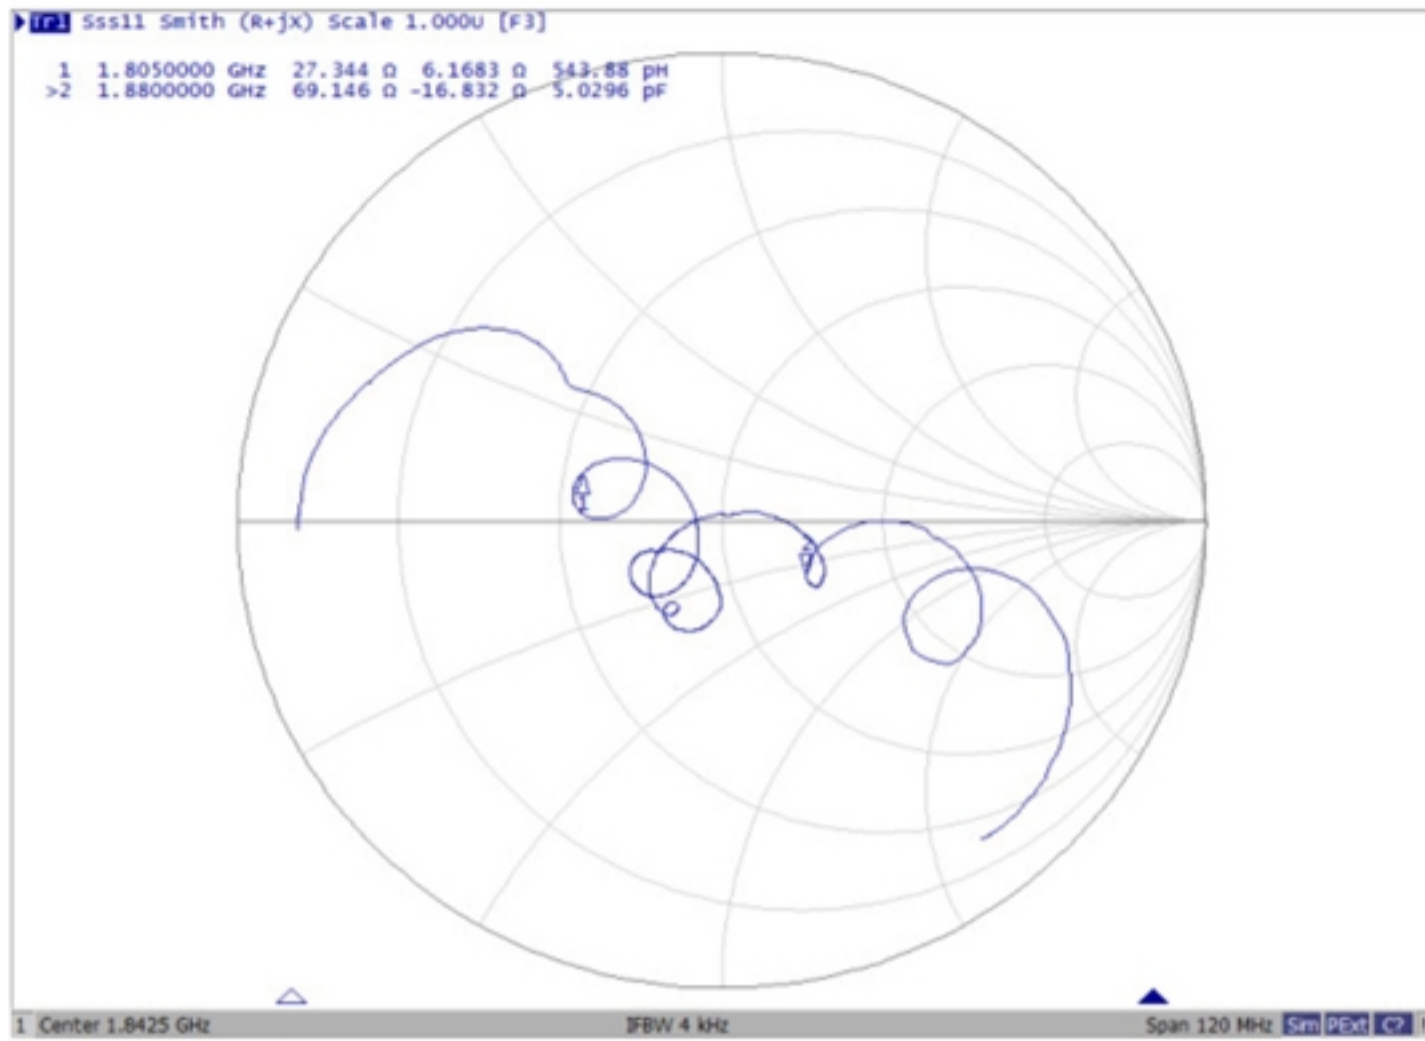 Tr1 Sss11 Smith (R+jX) Scale 1.000U [F3]
1 1.8050000 GHz 27.344 Ω 6.1683 Ω 543.88 pH
>2 1.8800000 GHz 69.146 Ω -16.832 Ω 5.0296 pF
1
2
1 Center 1.8425 GHz IFBW 4 kHz Span 120 MHz Sim PExt C?